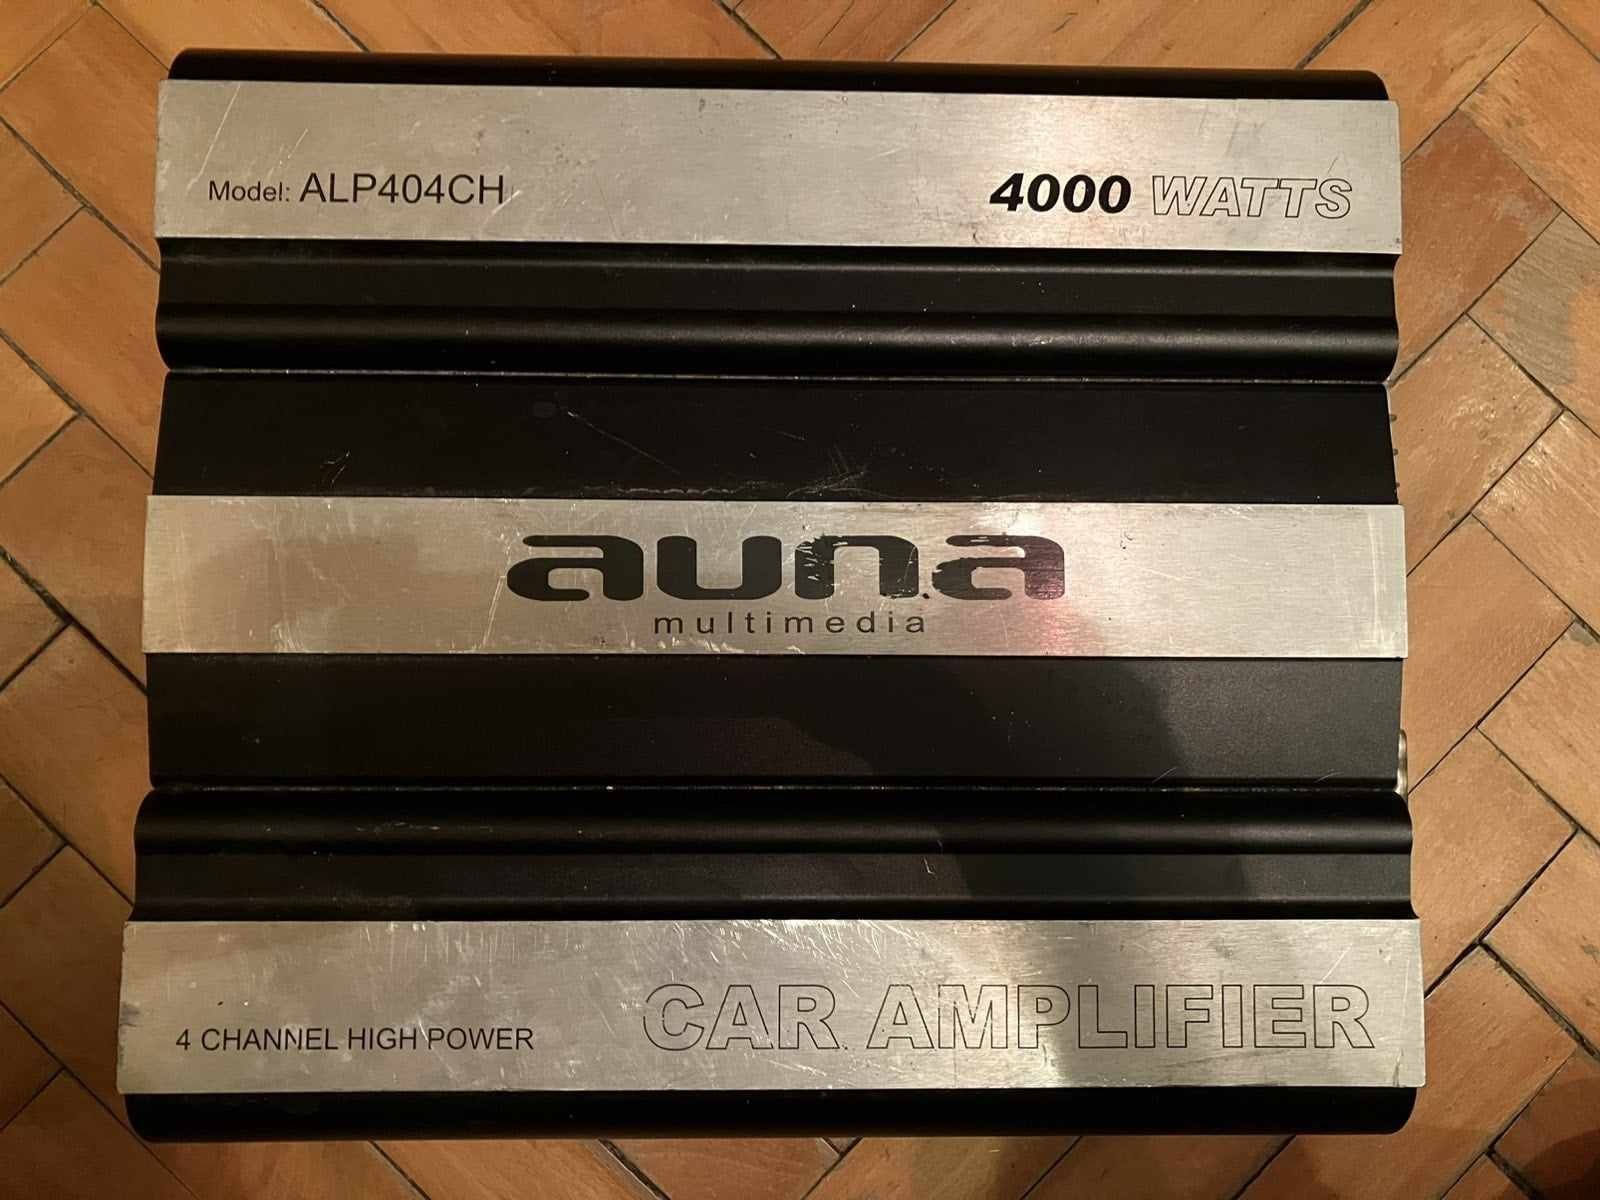 Model: ALP404CH
4000 WATTS
auna
multimedia
4 CHANNEL HIGH POWER
CAR AMPLIFIER